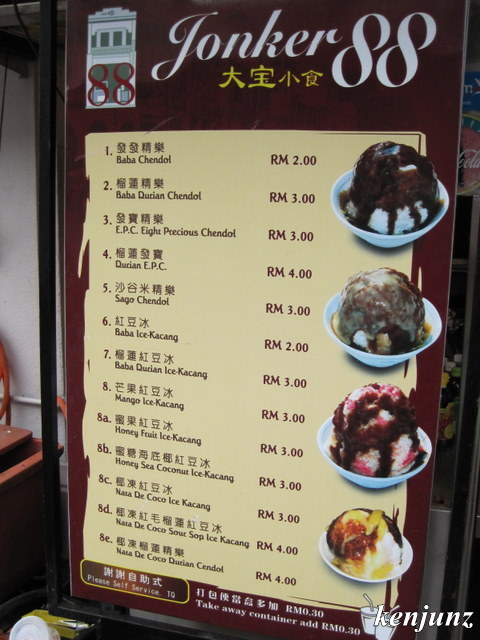 Jonker 88
88
大宝小食
1. 發發精樂
Baba Chendol RM 2.00
2. 榴蓮精樂
Baba Durian Chendol RM 3.00
3. 發寶精樂
E.P.C. Eight Precious Chendol RM 3.00
4. 榴蓮發寶
Durian E.P.C. RM 4.00
5. 沙谷米精樂
Sago Chendol RM 3.00
6. 紅豆冰
Baba Ice-Kacang RM 2.00
7. 榴蓮紅豆冰
Baba Durian Ice-Kacang RM 3.00
8. 芒果紅豆冰
Mango Ice-Kacang RM 3.00
8a. 蜜果紅豆冰
Honey Fruit Ice-Kacang RM 3.00
8b. 蜜糖海底椰紅豆冰
Honey Sea Coconut Ice-Kacang RM 3.00
8c. 椰凍紅豆冰
Nata De Coco Ice Kacang RM 3.00
8d. 椰凍紅毛榴蓮紅豆冰
Nata De Coco Sour Sop Ice Kacang RM 4.00
8e. 椰凍榴蓮精樂
Nata De Coco Durian Cendol RM 4.00
謝謝自助式
Please Self Service. TQ
打包便當盒多加 RM0.30
Take away container add RM0.30
kenjunz